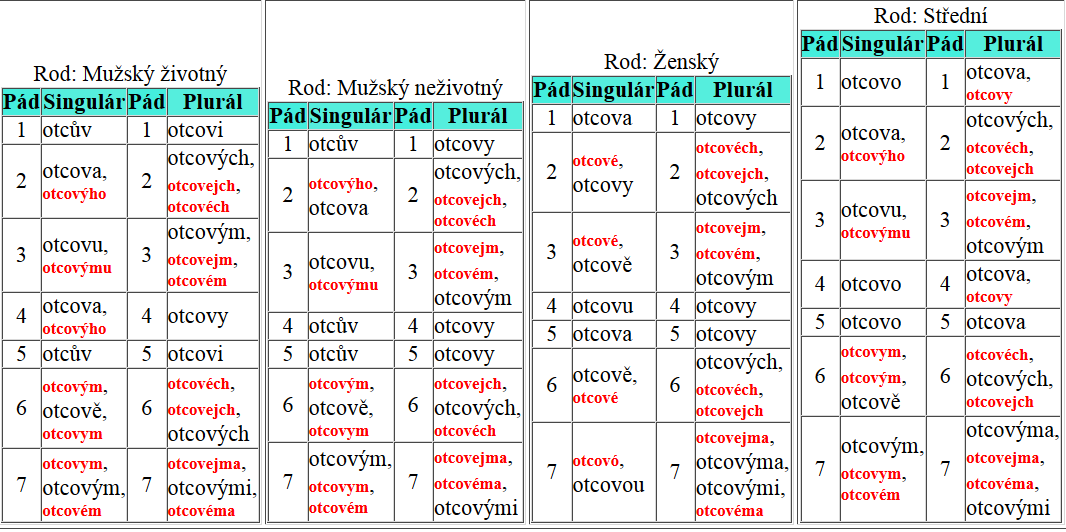 Rod: Mužský životný
Pád Singulár Pád Plurál
1 otcův 1 otcovi
2 otcova, otcovýho 2 otcových, otcovejch, otcovéch
3 otcovu, otcovýmu 3 otcovým, otcovejm, otcovém
4 otcova, otcovýho 4 otcovy
5 otcův 5 otcovi
6 otcovým, otcově, otcovym 6 otcovéch, otcovejch, otcových
7 otcovym, otcovým, otcovém 7 otcovejma, otcovými, otcovéma
Rod: Mužský neživotný
Pád Singulár Pád Plurál
1 otcův 1 otcovy
2 otcovýho, otcova 2 otcových, otcovejch, otcovéch
3 otcovu, otcovýmu 3 otcovejm, otcovém, otcovým
4 otcův 4 otcovy
5 otcův 5 otcovy
6 otcovým, otcově, otcovym 6 otcovejch, otcových, otcovéch
7 otcovým, otcovym, otcovém 7 otcovejma, otcovéma, otcovými
Rod: Ženský
Pád Singulár Pád Plurál
1 otcova 1 otcovy
2 otcové, otcovy 2 otcovéch, otcovejch, otcových
3 otcové, otcově 3 otcovejm, otcovém, otcovým
4 otcovu 4 otcovy
5 otcova 5 otcovy
6 otcově, otcové 6 otcových, otcovéch, otcovejch
7 otcovó, otcovou 7 otcovejma, otcovýma, otcovými, otcovéma
Rod: Střední
Pád Singulár Pád Plurál
1 otcovo 1 otcova, otcovy
2 otcova, otcovýho 2 otcových, otcovéch, otcovejch
3 otcovu, otcovýmu 3 otcovejm, otcovém, otcovým
4 otcovo 4 otcova, otcovy
5 otcovo 5 otcova
6 otcovym, otcovým, otcově 6 otcovéch, otcových, otcovejch
7 otcovým, otcovym, otcovém 7 otcovýma, otcovejma, otcovéma, otcovými